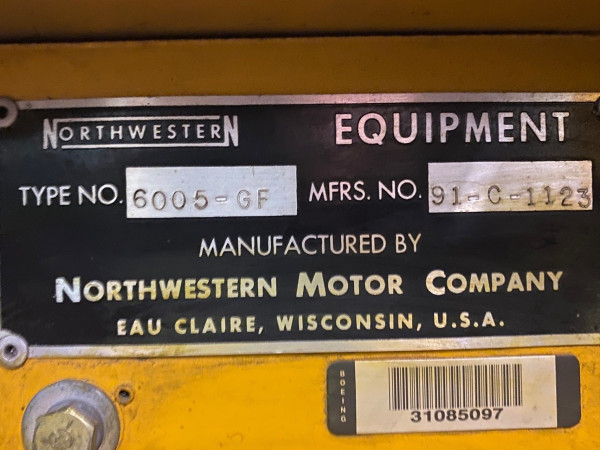 NORTHWESTERN EQUIPMENT
TYPE NO. 6005-GF MFRS. NO. 91-C-1123
MANUFACTURED BY
NORTHWESTERN MOTOR COMPANY
EAU CLAIRE, WISCONSIN, U.S.A.
BOEING
31085097